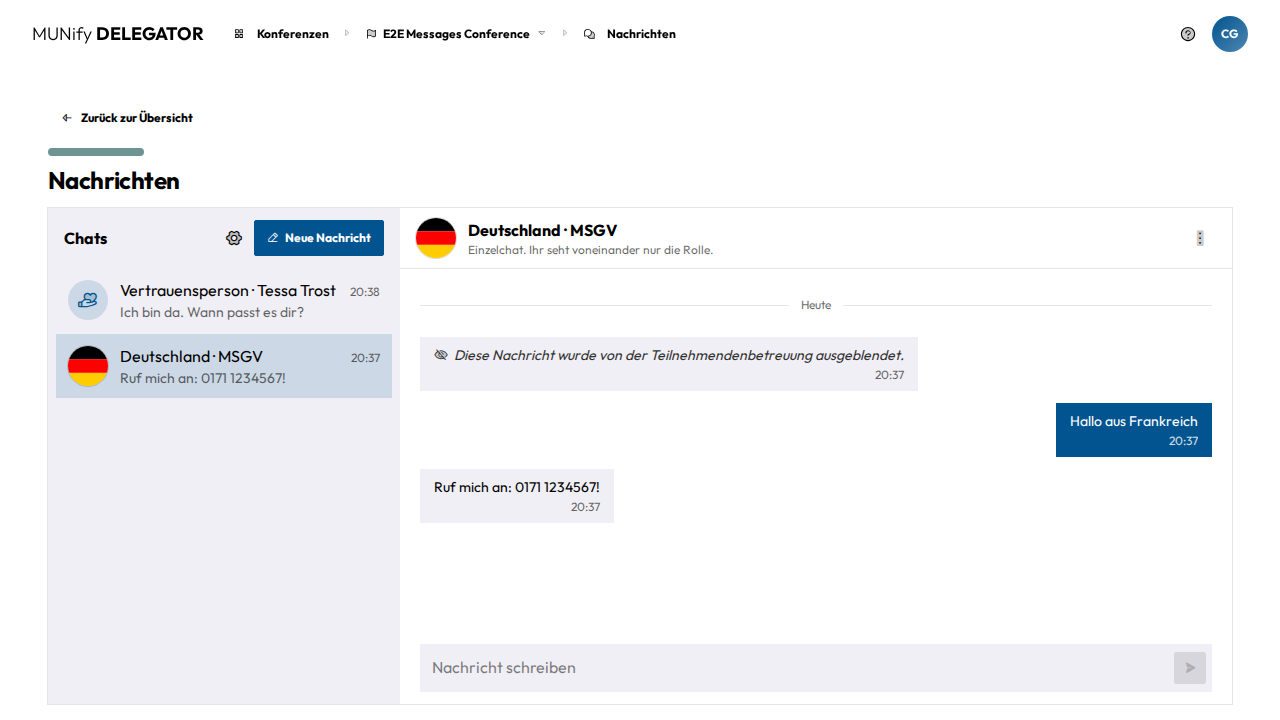 MUNify DELEGATOR
Konferenzen
E2E Messages Conference
Nachrichten
CG
Zurück zur Übersicht
Nachrichten
Chats
Neue Nachricht
Vertrauensperson · Tessa Trost
20:38
Ich bin da. Wann passt es dir?
Deutschland · MSGV
20:37
Ruf mich an: 0171 1234567!
Deutschland · MSGV
Einzelchat. Ihr seht voneinander nur die Rolle.
Heute
Diese Nachricht wurde von der Teilnehmendenbetreuung ausgeblendet.
20:37
Hallo aus Frankreich
20:37
Ruf mich an: 0171 1234567!
20:37
Nachricht schreiben